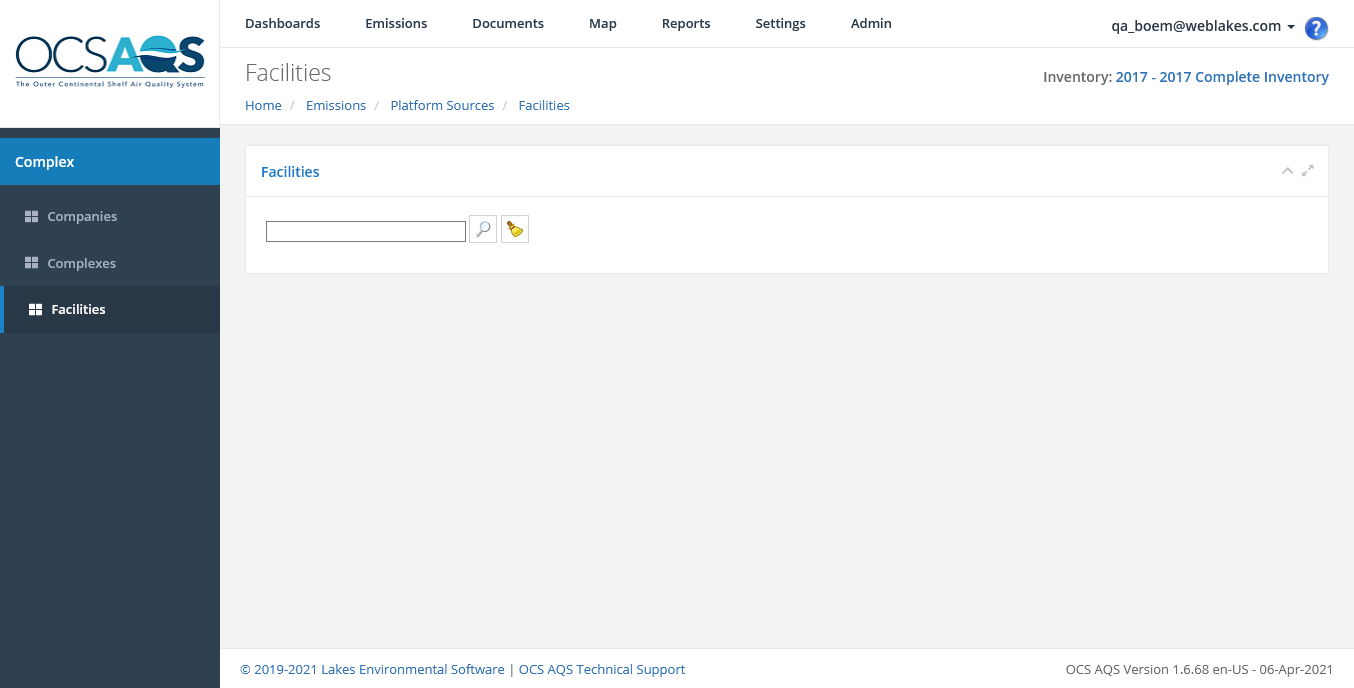 OCSAQS
The Outer Continental Shelf Air Quality System
Dashboards Emissions Documents Map Reports Settings Admin qa_boem@weblakes.com ?
Facilities
Inventory: 2017 - 2017 Complete Inventory
Home / Emissions / Platform Sources / Facilities
Complex
Companies
Complexes
Facilities
Facilities
© 2019-2021 Lakes Environmental Software | OCS AQS Technical Support
OCS AQS Version 1.6.68 en-US - 06-Apr-2021